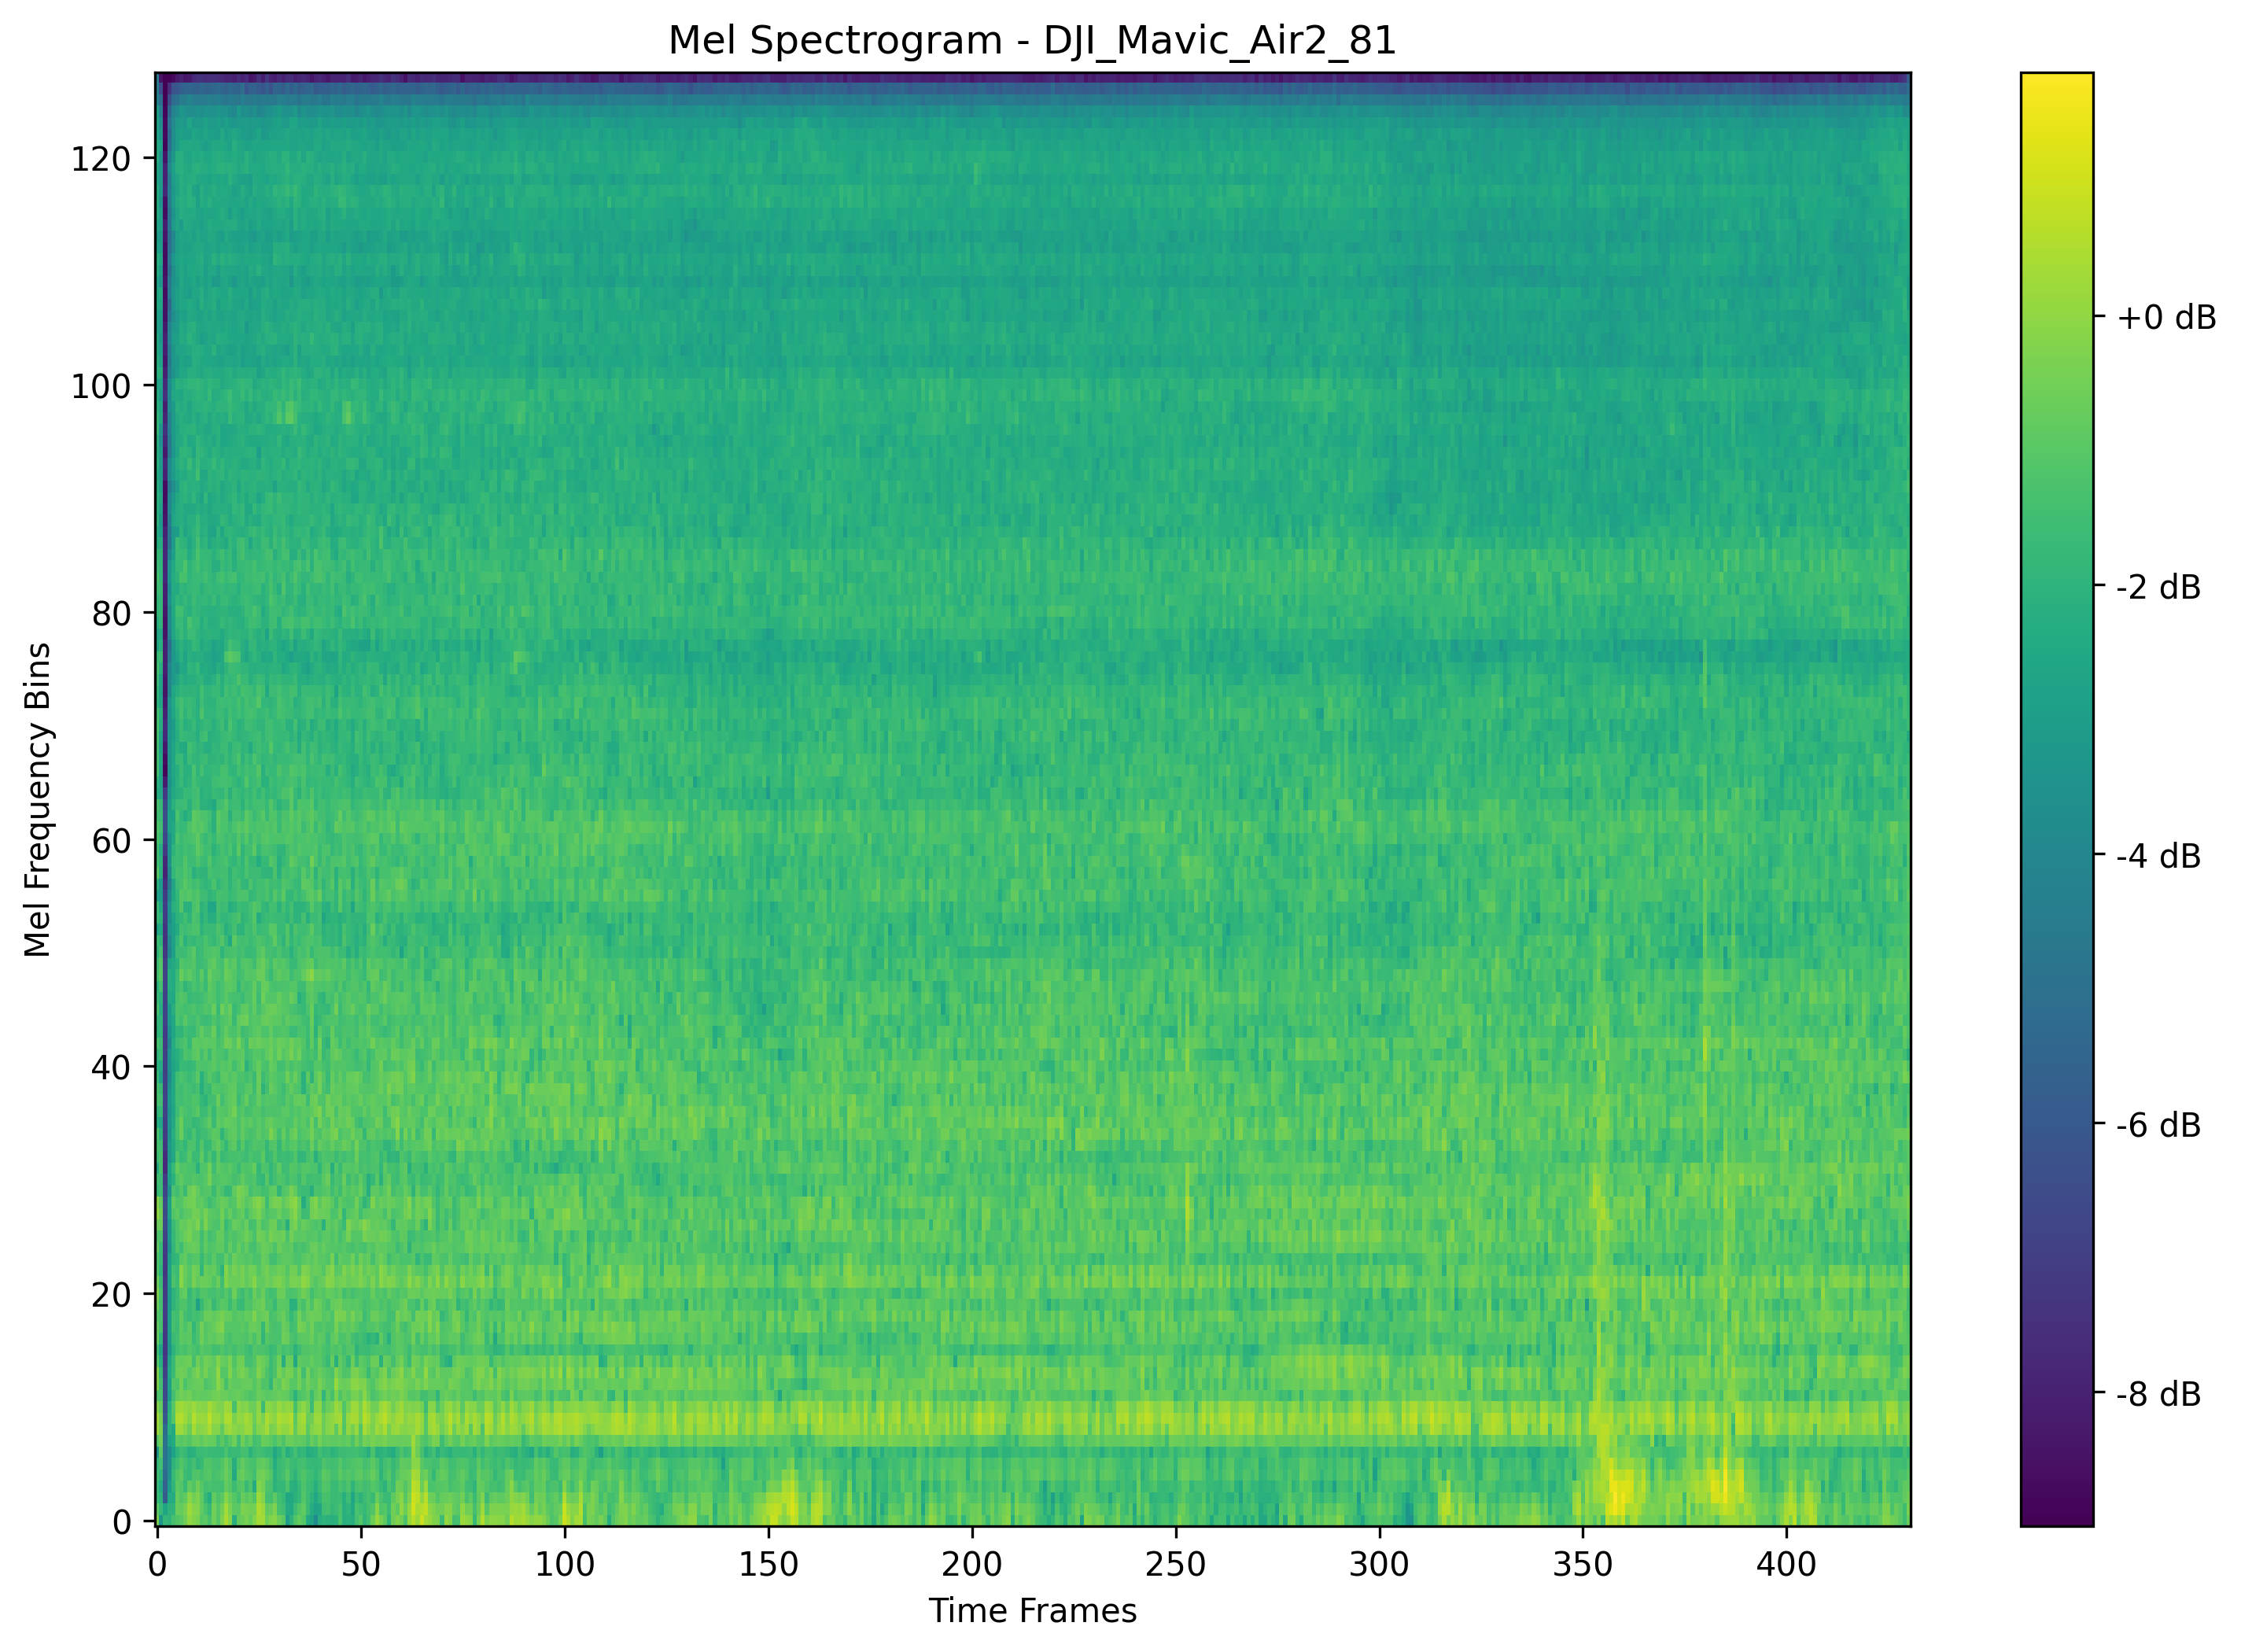 Mel Spectrogram - DJI_Mavic_Air2_81
Mel Frequency Bins
120
100
80
60
40
20
0
0 50 100 150 200 250 300 350 400
Time Frames
+0 dB
-2 dB
-4 dB
-6 dB
-8 dB